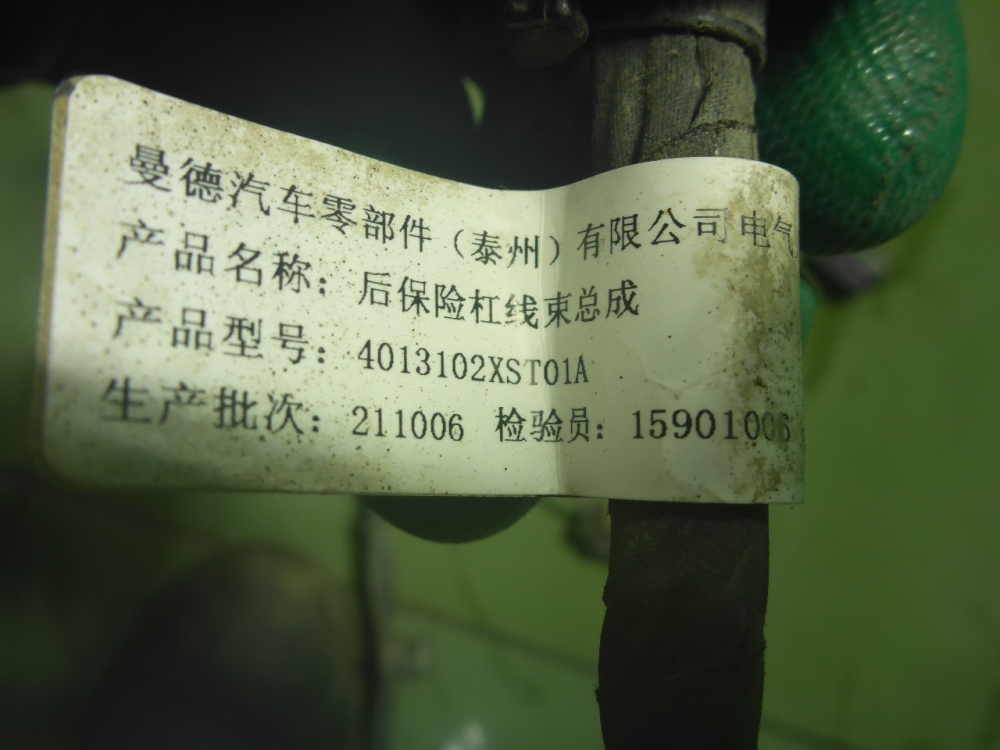 曼德汽车零部件（泰州）有限公司电气
产品名称：后保险杠线束总成
产品型号：4013102XST01A
生产批次：211006 检验员：15901006